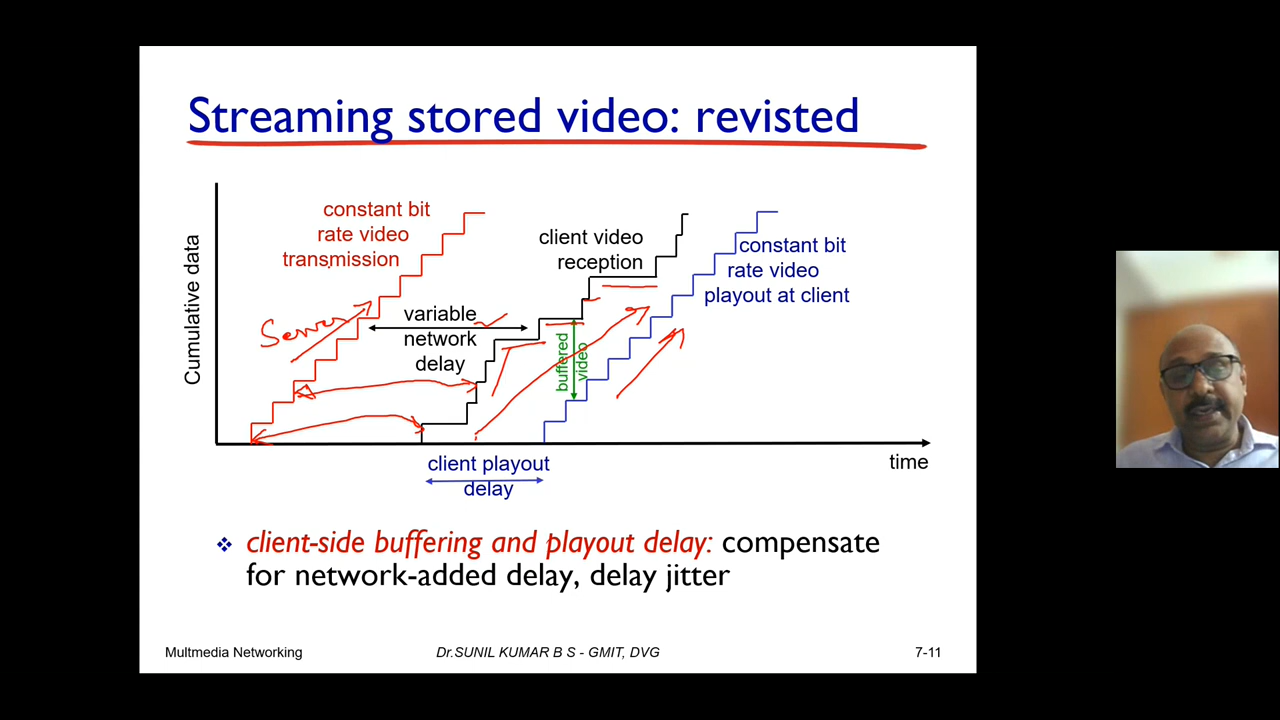 Streaming stored video: revisted
constant bit
rate video
transmission
client video
reception
constant bit
rate video
playout at client
Cumulative data
Server
variable
network
delay
buffered
video
client playout
delay
time
client-side buffering and playout delay: compensate
for network-added delay, delay jitter
Multmedia Networking
Dr.SUNIL KUMAR B S - GMIT, DVG
7-11